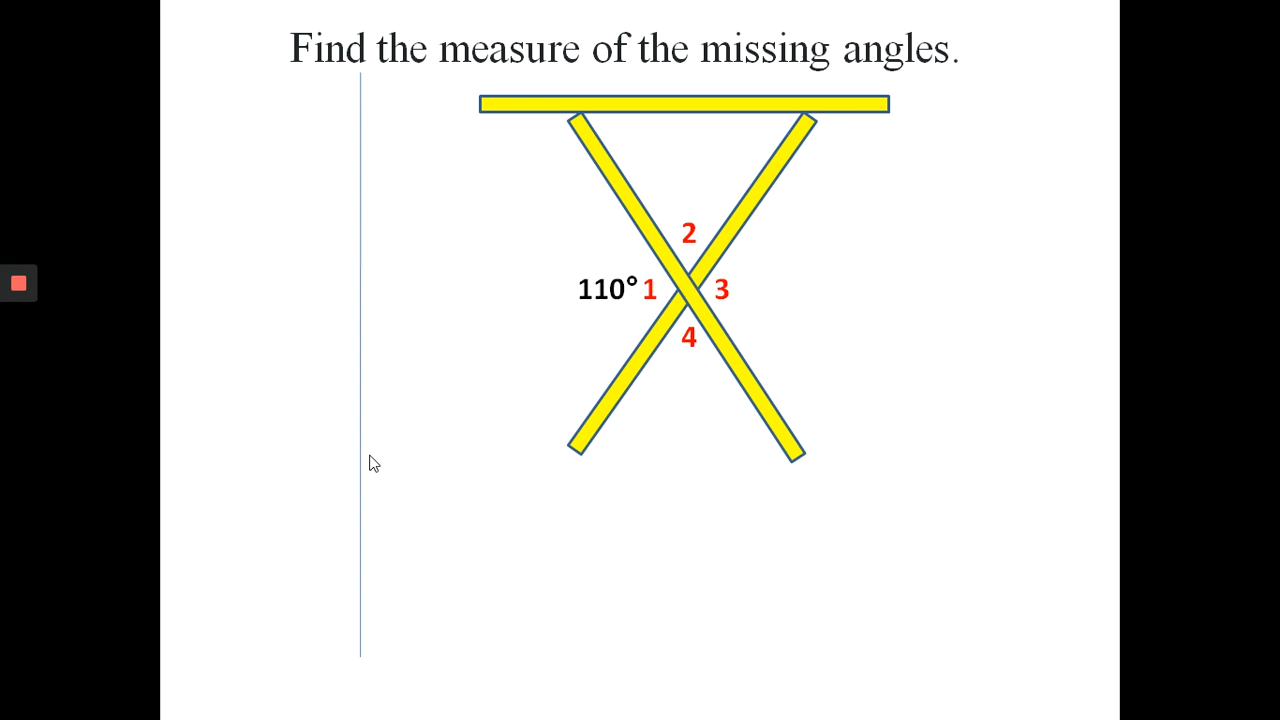 Find the measure of the missing angles.
2
110° 1 3
4